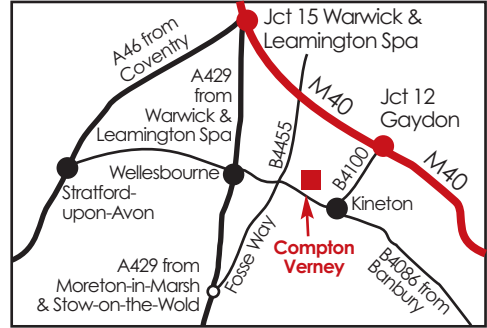 Jct 15 Warwick &
Leamington Spa
A46 from
Coventry
A429
from
Warwick &
Leamington Spa
M40
Jct 12
Gaydon
B4455
B4100
M40
Wellesbourne
Stratford-
upon-Avon
Kineton
Compton
Verney
Fosse Way
A429 from
Moreton-in-Marsh
& Stow-on-the-Wold
B4086 from
Banbury